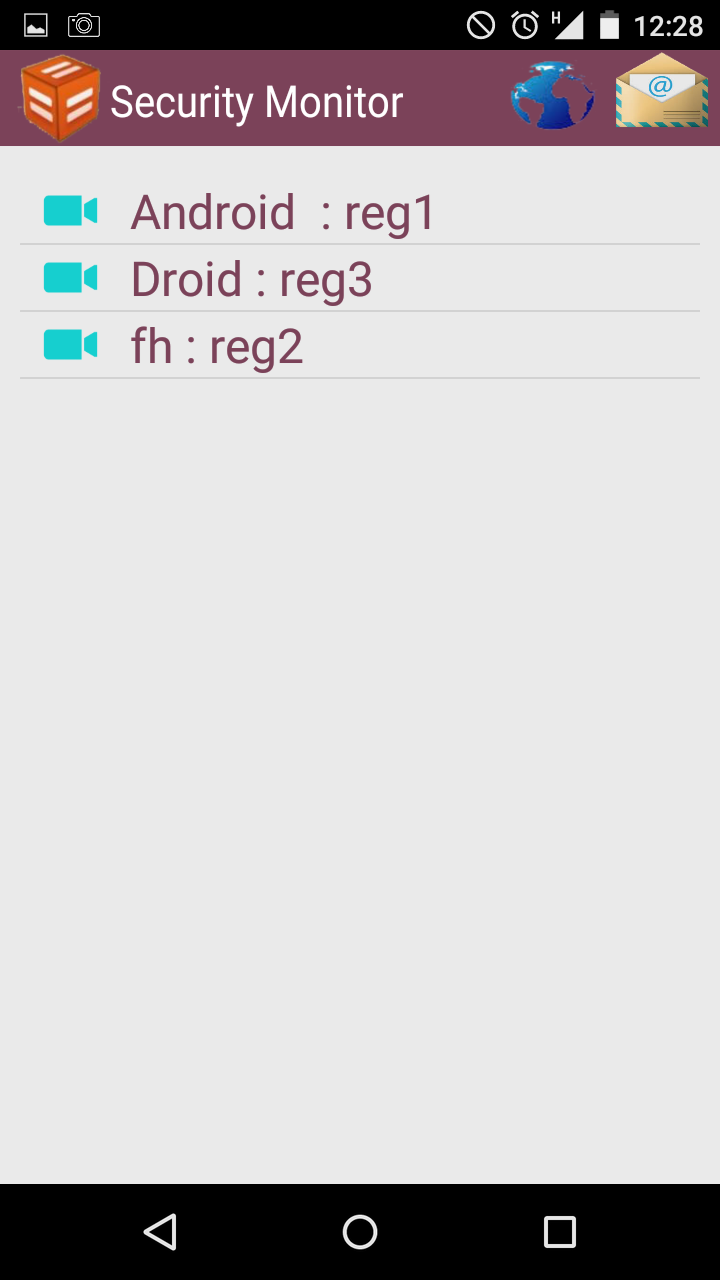 H 12:28
Security Monitor
@
Android  : reg1
Droid : reg3
fh : reg2